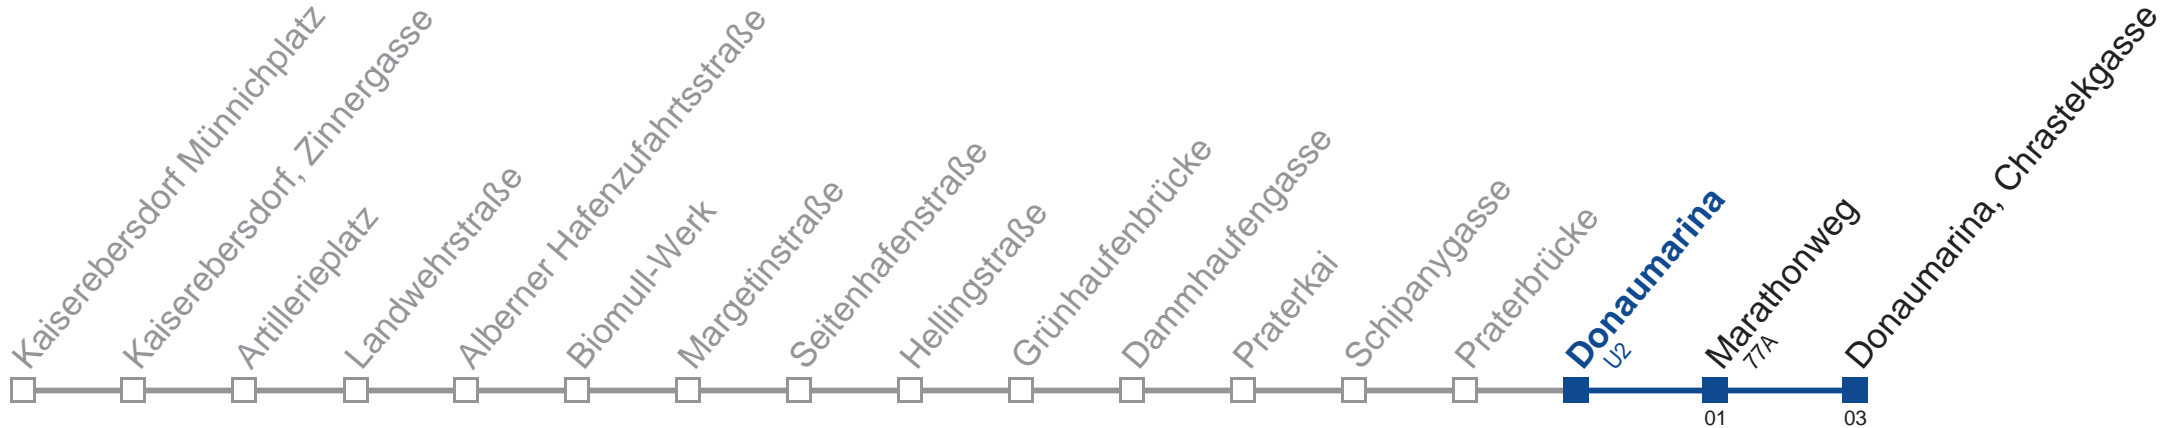 Kaiserebersdorf Münnichplatz
Kaiserebersdorf, Zinnergasse
Artillerieplatz
Landwehrstraße
Alberner Hafenzufahrtsstraße
Biomull-Werk
Margetinstraße
Seitenhafenstraße
Hellingstraße
Grünhaufenbrücke
Dammhaufengasse
Praterkai
Schipanygasse
Praterbrücke
Donaumarina
U2
Marathonweg
77A
Donaumarina, Chrastekgasse
01
03